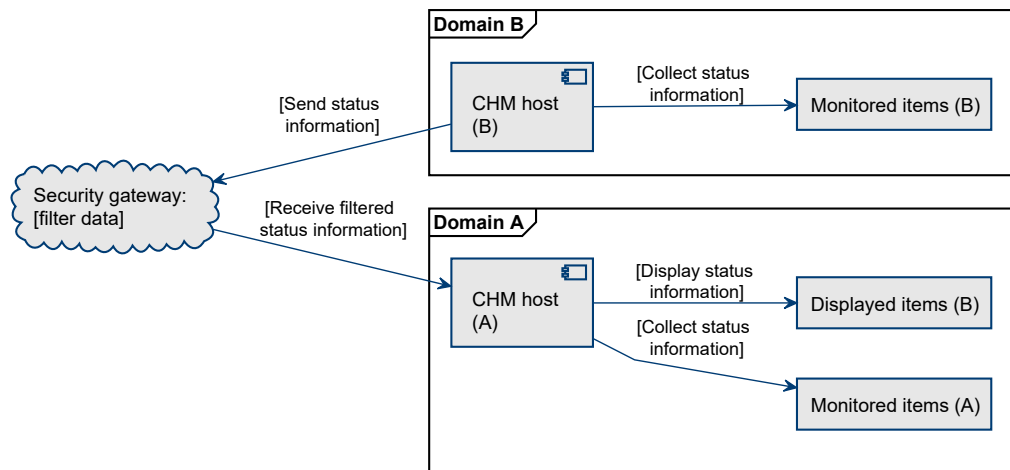 Domain B
[Collect status
information]
CHM host
(B)
Monitored items (B)
[Send status
information]
Security gateway:
[filter data]
[Receive filtered
status information]
Domain A
[Display status
information]
CHM host
(A)
Displayed items (B)
[Collect status
information]
Monitored items (A)